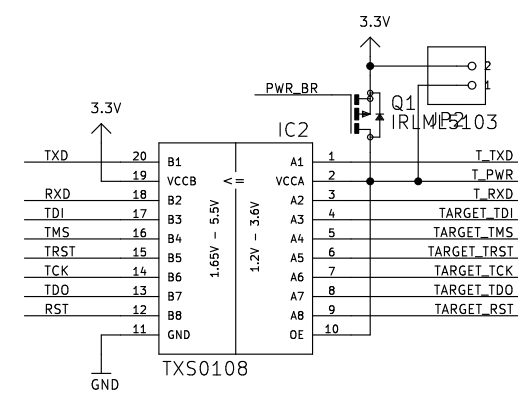 3.3V
2
1
PWR_BR
Q1
IRLML5103
JP2
3.3V
IC2
TXD 20 B1 A1 1 T_TXD
19 VCCB <= VCCA 2 T_PWR
RXD 18 B2 A2 3 T_RXD
TDI 17 B3 A3 4 TARGET_TDI
TMS 16 B4 A4 5 TARGET_TMS
TRST 15 B5 A5 6 TARGET_TRST
TCK 14 B6 A6 7 TARGET_TCK
TDO 13 B7 A7 8 TARGET_TDO
RST 12 B8 A8 9 TARGET_RST
11 GND OE 10
1.65V - 5.5V
1.2V - 3.6V
TXS0108
GND